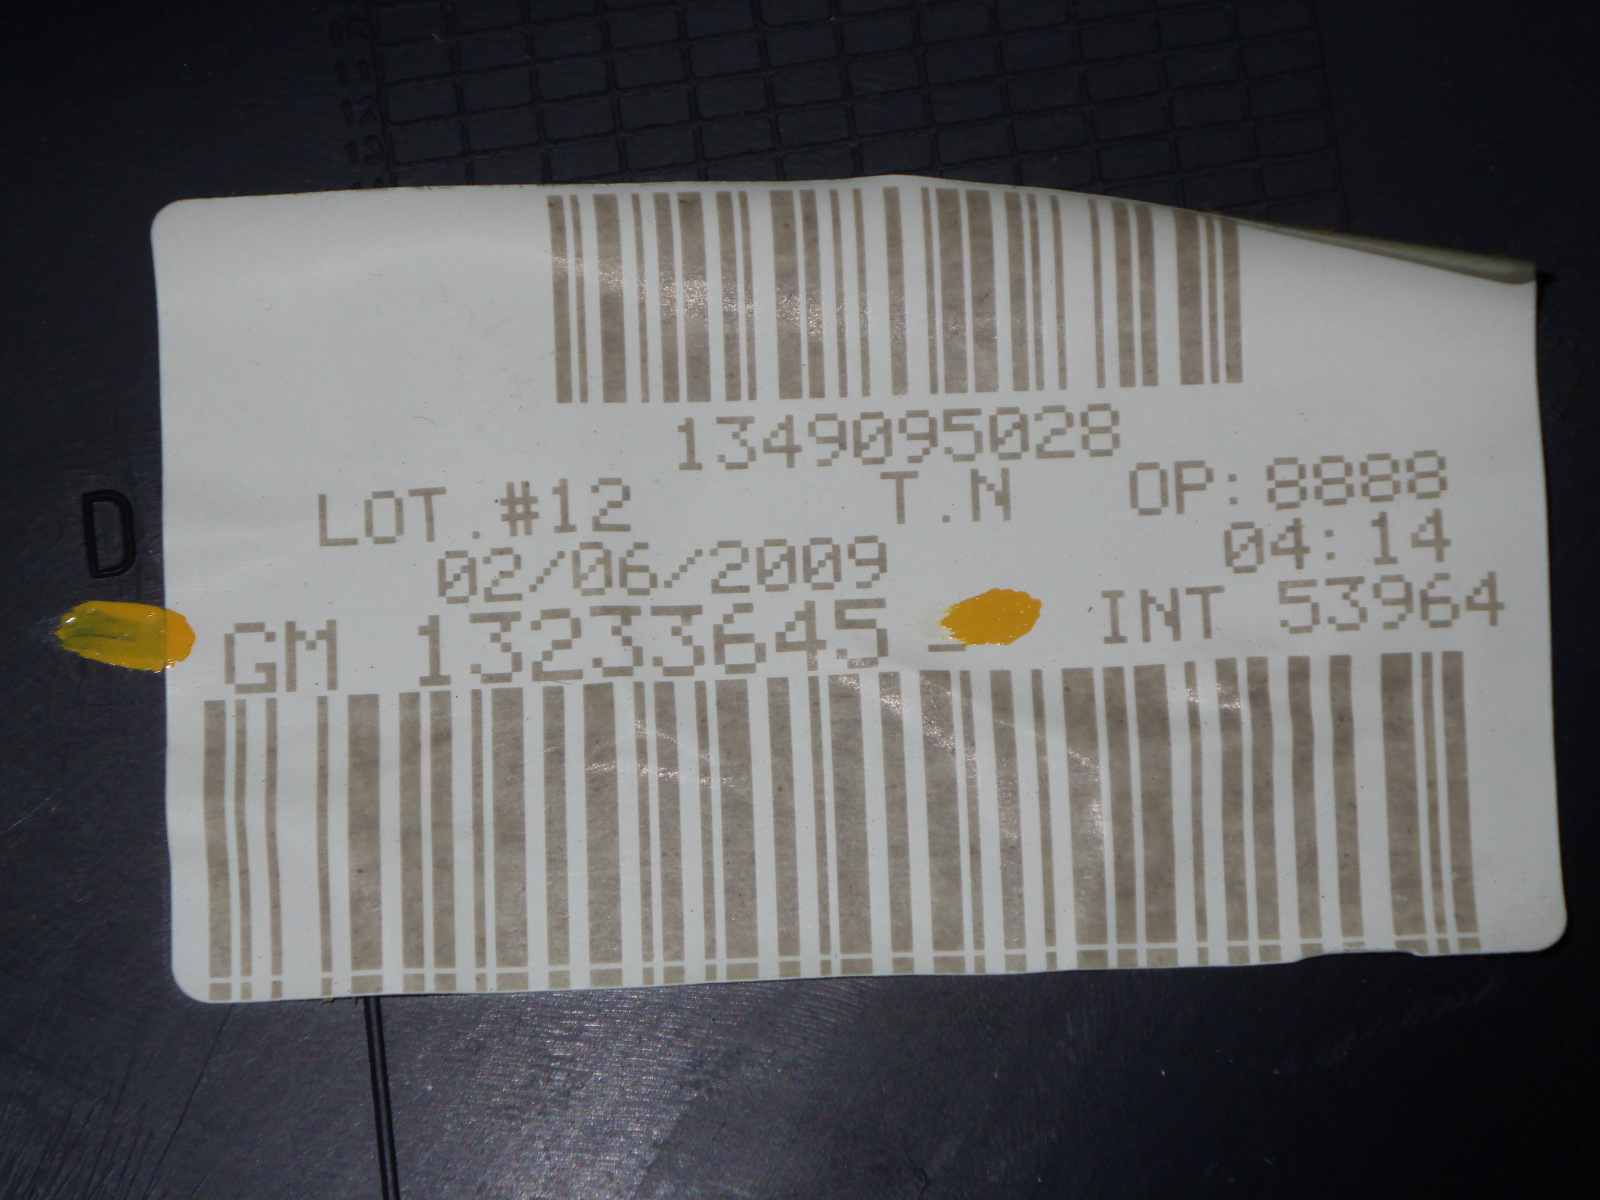 1349095028
LOT.#12 T.N OP:8888
02/06/2009 04:14
GM 13233645 INT 53964
D